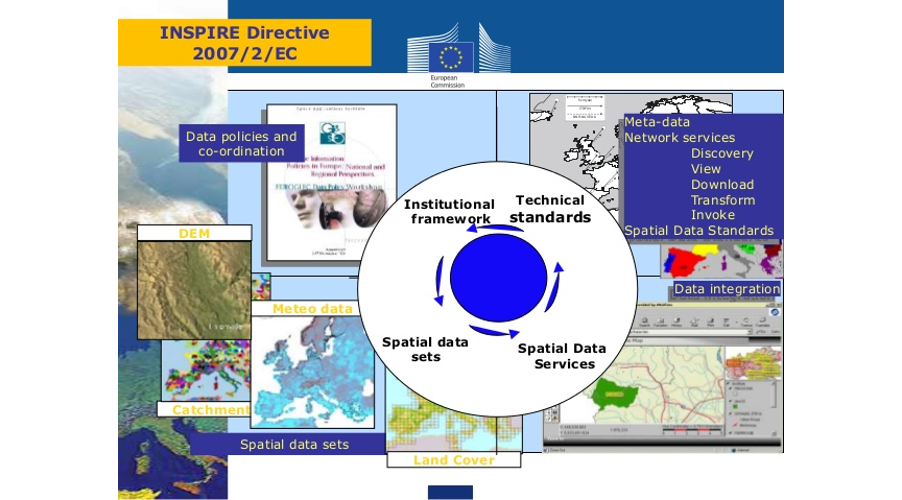 INSPIRE Directive
2007/2/EC
European
Commission
Data policies and
co-ordination
Patterns in Europe: National and
Regional Perspectives.
EUROGI-EC Data Policy Workshop
Meta-data
Network services
Discovery
View
Download
Transform
Invoke
Spatial Data Standards
Institutional
framework
Technical
standards
DEM
Data integration
Meteo data
Spatial data
sets
Spatial Data
Services
Catchment
Spatial data sets
Land Cover